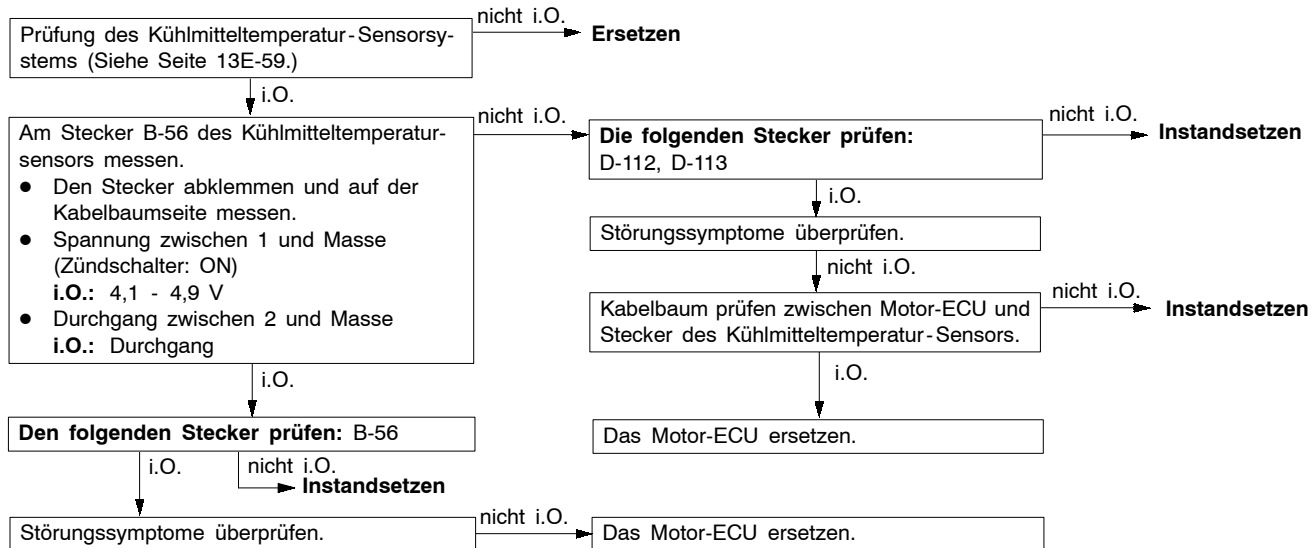 nicht i.O.
Prüfung des Kühlmitteltemperatur-Sensorsy-
stems (Siehe Seite 13E-59.)
Ersetzen
i.O.
Am Stecker B-56 des Kühlmitteltemperatur-
sensors messen.
● Den Stecker abklemmen und auf der
Kabelbaumseite messen.
● Spannung zwischen 1 und Masse
(Zündschalter: ON)
i.O.: 4,1 - 4,9 V
● Durchgang zwischen 2 und Masse
i.O.: Durchgang
nicht i.O.
Die folgenden Stecker prüfen:
D-112, D-113
nicht i.O.
Instandsetzen
i.O.
Störungssymptome überprüfen.
nicht i.O.
Kabelbaum prüfen zwischen Motor-ECU und
Stecker des Kühlmitteltemperatur-Sensors.
nicht i.O.
Instandsetzen
i.O.
Das Motor-ECU ersetzen.
i.O.
Den folgenden Stecker prüfen: B-56
i.O.
nicht i.O.
Instandsetzen
Störungssymptome überprüfen.
nicht i.O.
Das Motor-ECU ersetzen.